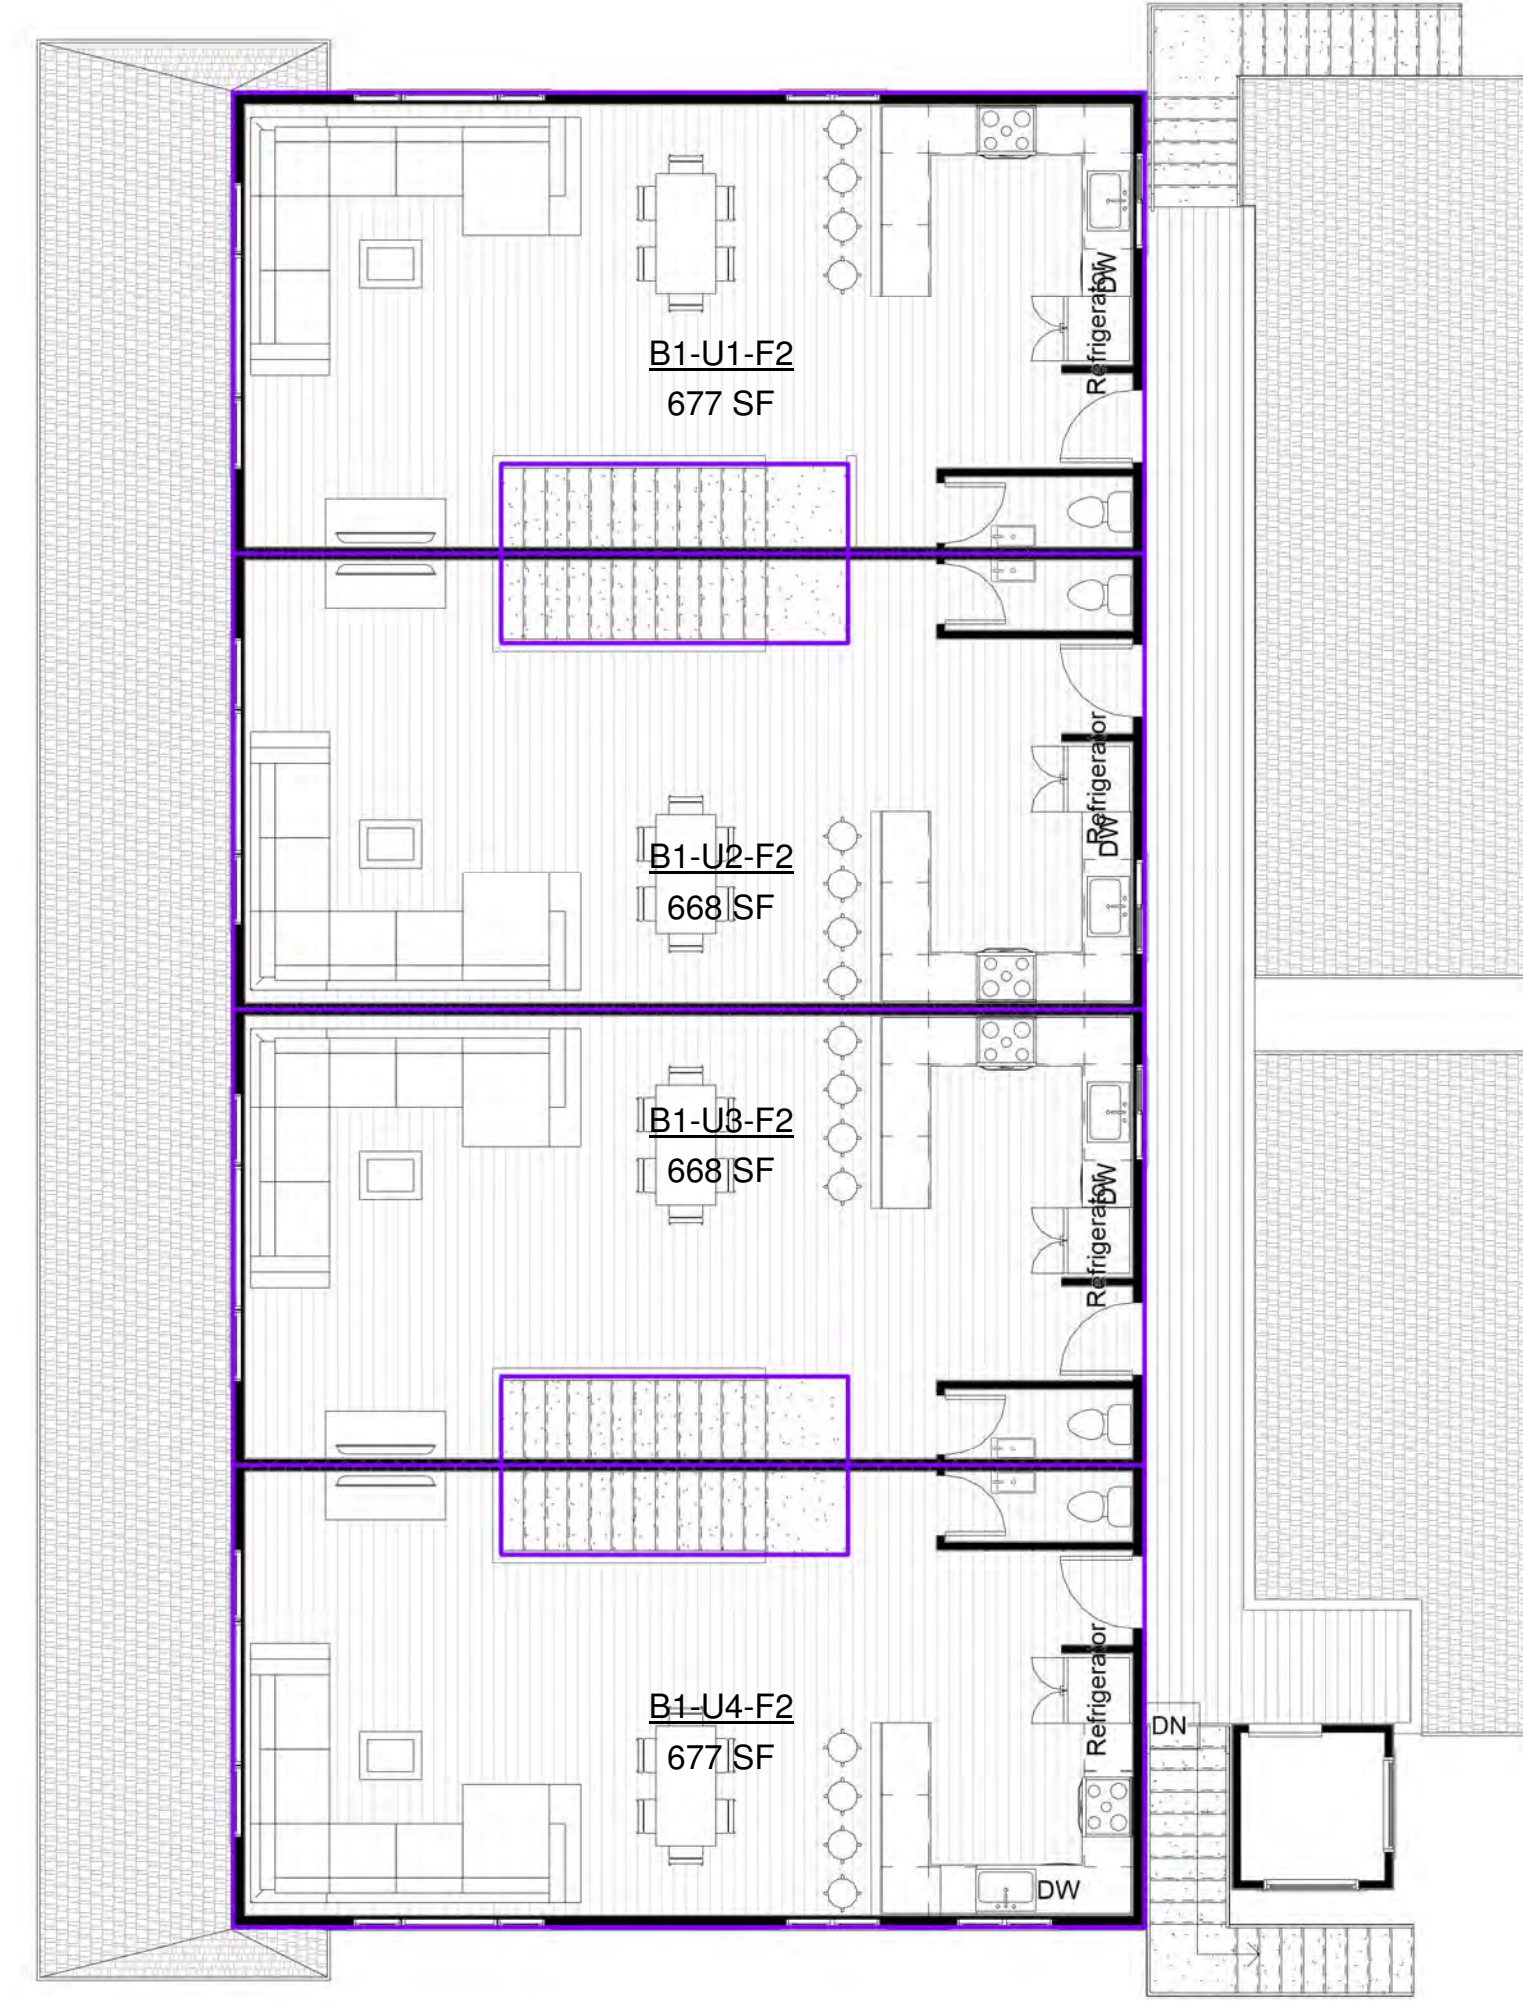 DW
Refrigerator
B1-U1-F2
677 SF
Refrigerator
DW
B1-U2-F2
668 SF
B1-U3-F2
668 SF
DW
Refrigerator
Refrigerator
B1-U4-F2
677 SF
DN
DW